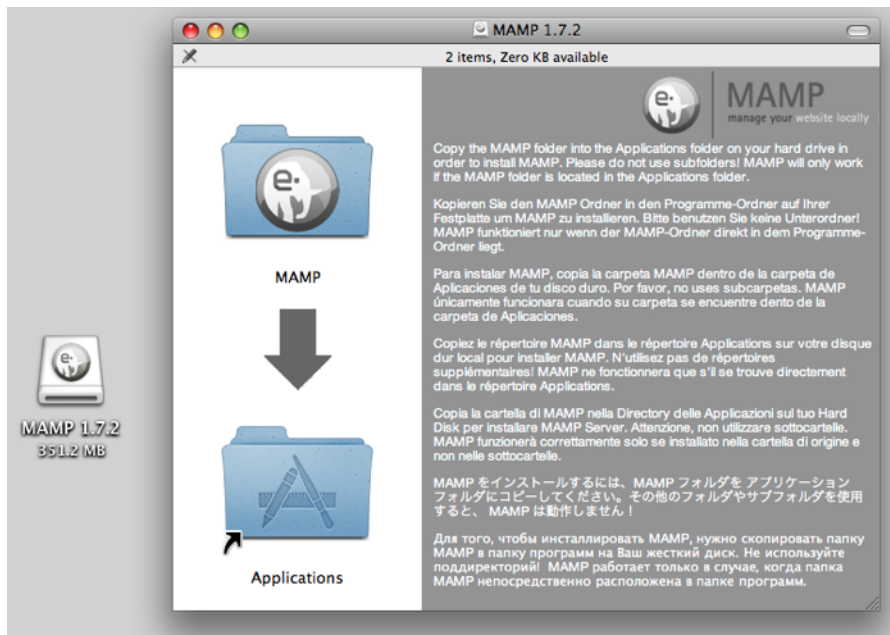 MAMP 1.7.2
2 items, Zero KB available
MAMP
Applications
MAMP 1.7.2
351.2 MB
e·
MAMP
manage your website locally
Copy the MAMP folder into the Applications folder on your hard drive in
order to install MAMP. Please do not use subfolders! MAMP will only work
if the MAMP folder is located in the Applications folder.
Kopieren Sie den MAMP Ordner in den Programme-Ordner auf Ihrer
Festplatte um MAMP zu installieren. Bitte benutzen Sie keine Unterordner!
MAMP funktioniert nur wenn der MAMP-Ordner direkt in dem Programme-
Ordner liegt.
Para instalar MAMP, copia la carpeta MAMP dentro de la carpeta de
Aplicaciones de tu disco duro. Por favor, no uses subcarpetas. MAMP
únicamente funcionara cuando su carpeta se encuentre dento de la
carpeta de Aplicaciones.
Copiez le répertoire MAMP dans le répertoire Applications sur votre disque
dur local pour installer MAMP. N'utilisez pas de répertoires
supplémentaires! MAMP ne fonctionnera que s'il se trouve directement
dans le répertoire Applications.
Copia la cartella di MAMP nella Directory delle Applicazioni sul tuo Hard
Disk per installare MAMP Server. Attenzione, non utilizzare sottocartelle.
MAMP funzionerà correttamente solo se installato nella cartella di origine e
non nelle sottocartelle.
MAMP をインストールするには、MAMP フォルダを アプリケーション
フォルダにコピーしてください。その他のフォルダやサブフォルダを使用
すると、 MAMP は動作しません！
Для того, чтобы инсталлировать MAMP, нужно скопировать папку
MAMP в папку программ на Ваш жесткий диск. Не используйте
поддиректорий! MAMP работает только в случае, когда папка
MAMP непосредственно расположена в папке программ.